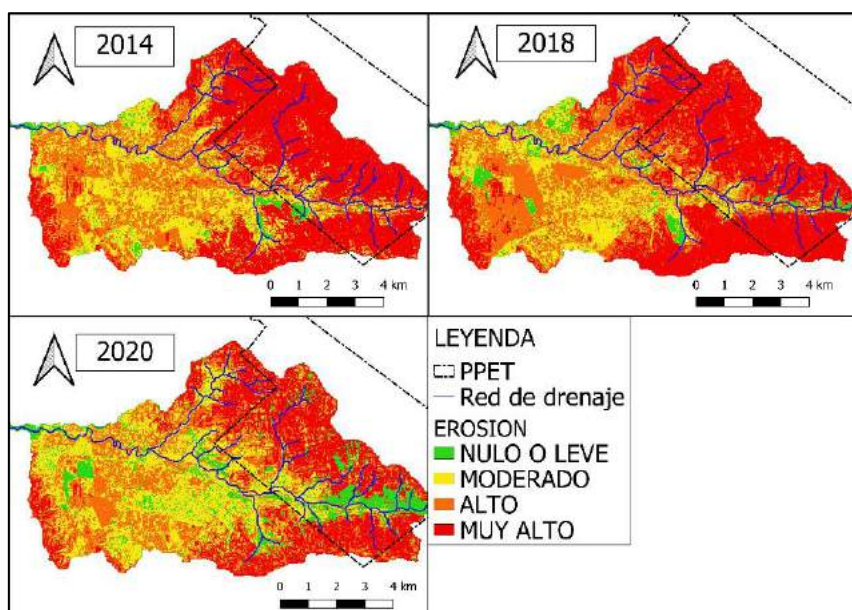 2014
0 1 2 3 4 km
2018
0 1 2 3 4 km
2020
0 1 2 3 4 km
LEYENDA
PPET
Red de drenaje
EROSION
NULO O LEVE
MODERADO
ALTO
MUY ALTO